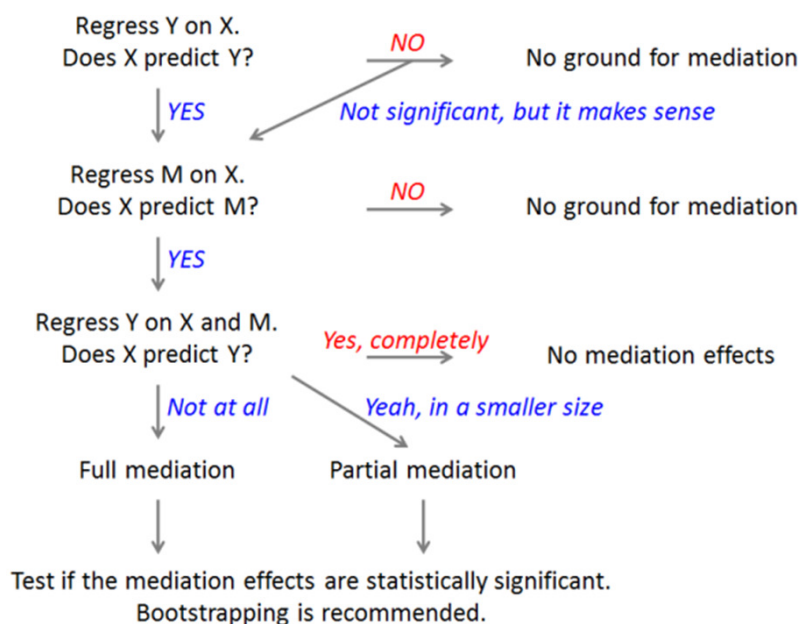 Regress Y on X.
Does X predict Y?
NO
No ground for mediation
YES
Not significant, but it makes sense
Regress M on X.
Does X predict M?
NO
No ground for mediation
YES
Regress Y on X and M.
Does X predict Y?
Yes, completely
No mediation effects
Not at all
Yeah, in a smaller size
Full mediation
Partial mediation
Test if the mediation effects are statistically significant.
Bootstrapping is recommended.